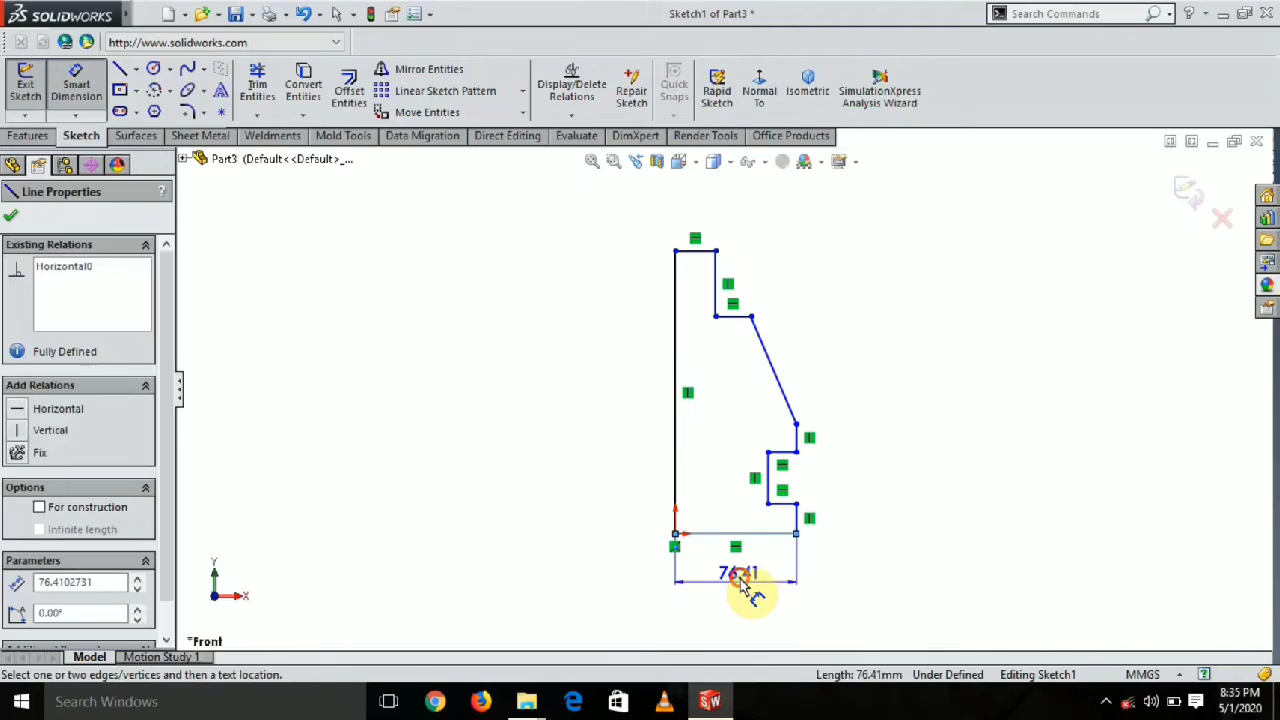 SOLIDWORKS
Sketch1 of Part3 *
Search Commands
http://www.solidworks.com
Exit Sketch
Smart Dimension
Trim Entities
Convert Entities
Offset Entities
Mirror Entities
Linear Sketch Pattern
Move Entities
Display/Delete Relations
Repair Sketch
Quick Snaps
Rapid Sketch
Normal To
Isometric
SimulationXpress Analysis Wizard
Features
Sketch
Surfaces
Sheet Metal
Weldments
Mold Tools
Data Migration
Direct Editing
Evaluate
DimXpert
Render Tools
Office Products
Part3 (Default<<Default>_...
Line Properties
?
Existing Relations
Horizontal0
Fully Defined
Add Relations
Horizontal
Vertical
Fix
Options
For construction
Infinite length
Parameters
76.4102731
0.00°
76.41
Y
X
*Front
Model
Motion Study 1
Select one or two edges/vertices and then a text location.
Length: 76.41mm
Under Defined
Editing Sketch1
MMGS
Search Windows
8:35 PM
5/1/2020